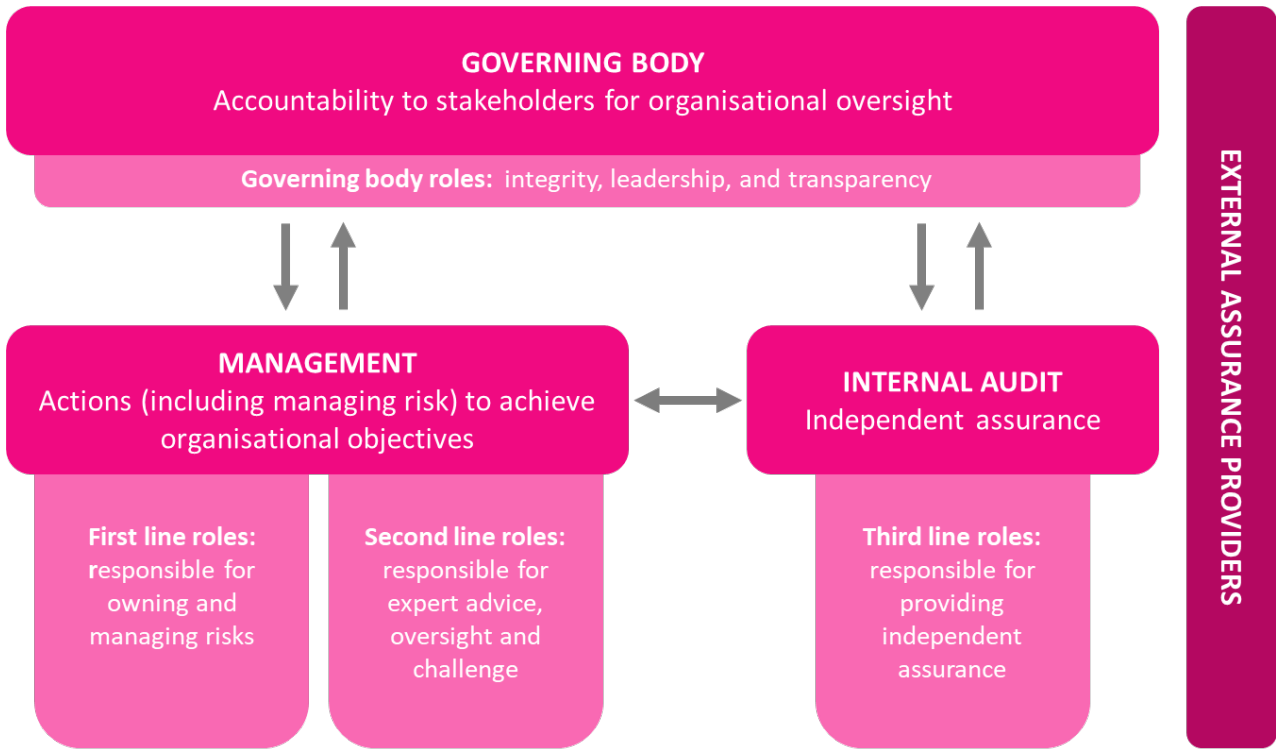 GOVERNING BODY
Accountability to stakeholders for organisational oversight
Governing body roles: integrity, leadership, and transparency
MANAGEMENT
Actions (including managing risk) to achieve
organisational objectives
INTERNAL AUDIT
Independent assurance
First line roles:
responsible for
owning and
managing risks
Second line roles:
responsible for
expert advice,
oversight and
challenge
Third line roles:
responsible for
providing
independent
assurance
EXTERNAL ASSURANCE PROVIDERS